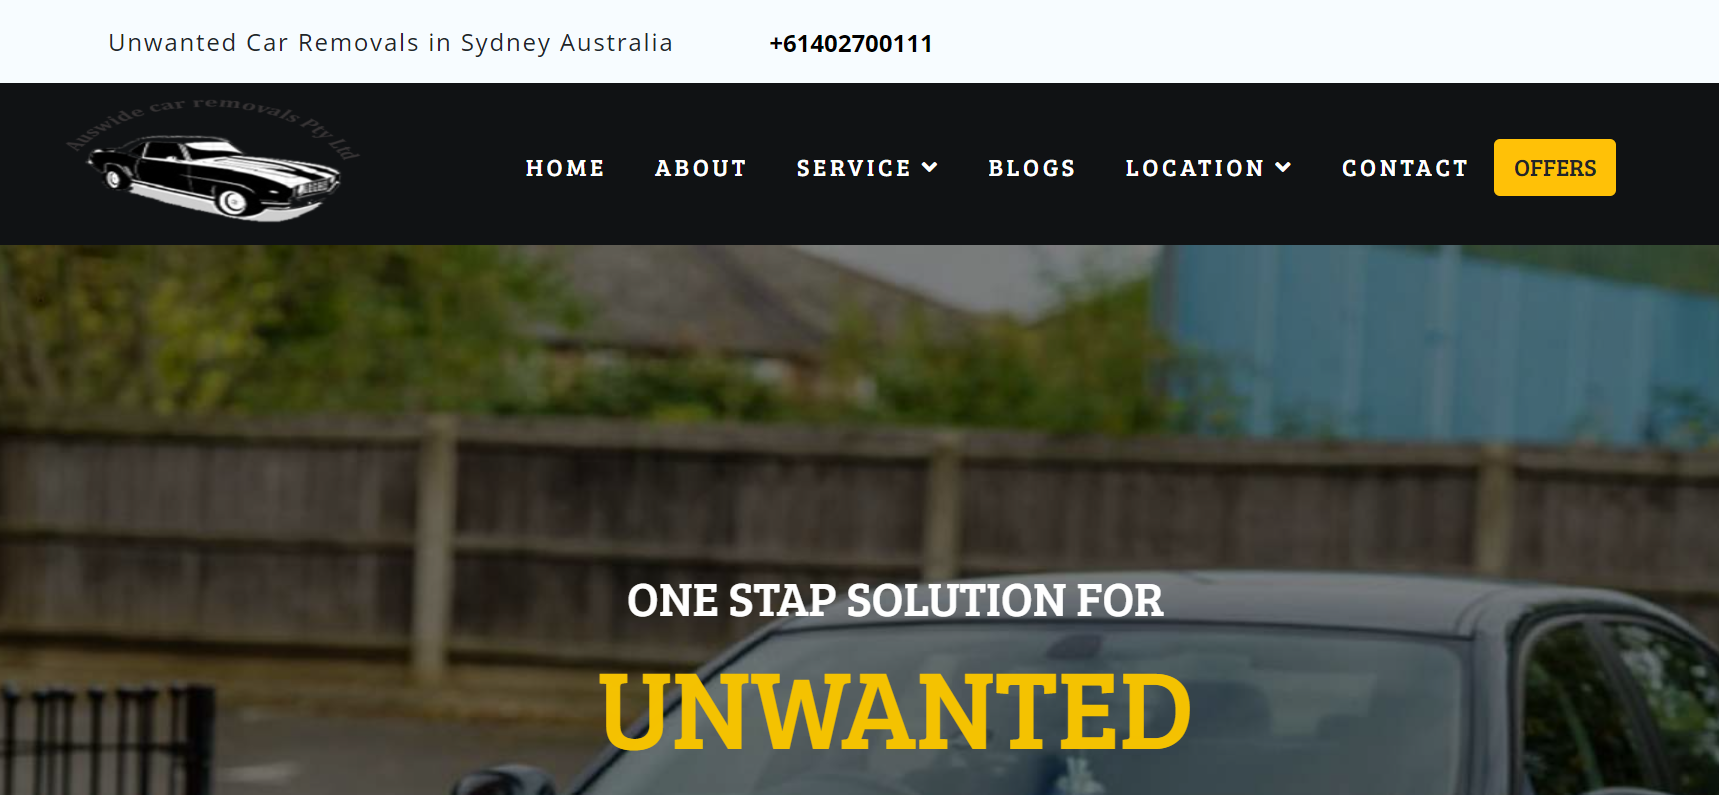 Unwanted Car Removals in Sydney Australia +61402700111
Auswide car removals Pty Ltd
HOME ABOUT SERVICE BLOGS LOCATION CONTACT OFFERS
ONE STAP SOLUTION FOR
UNWANTED